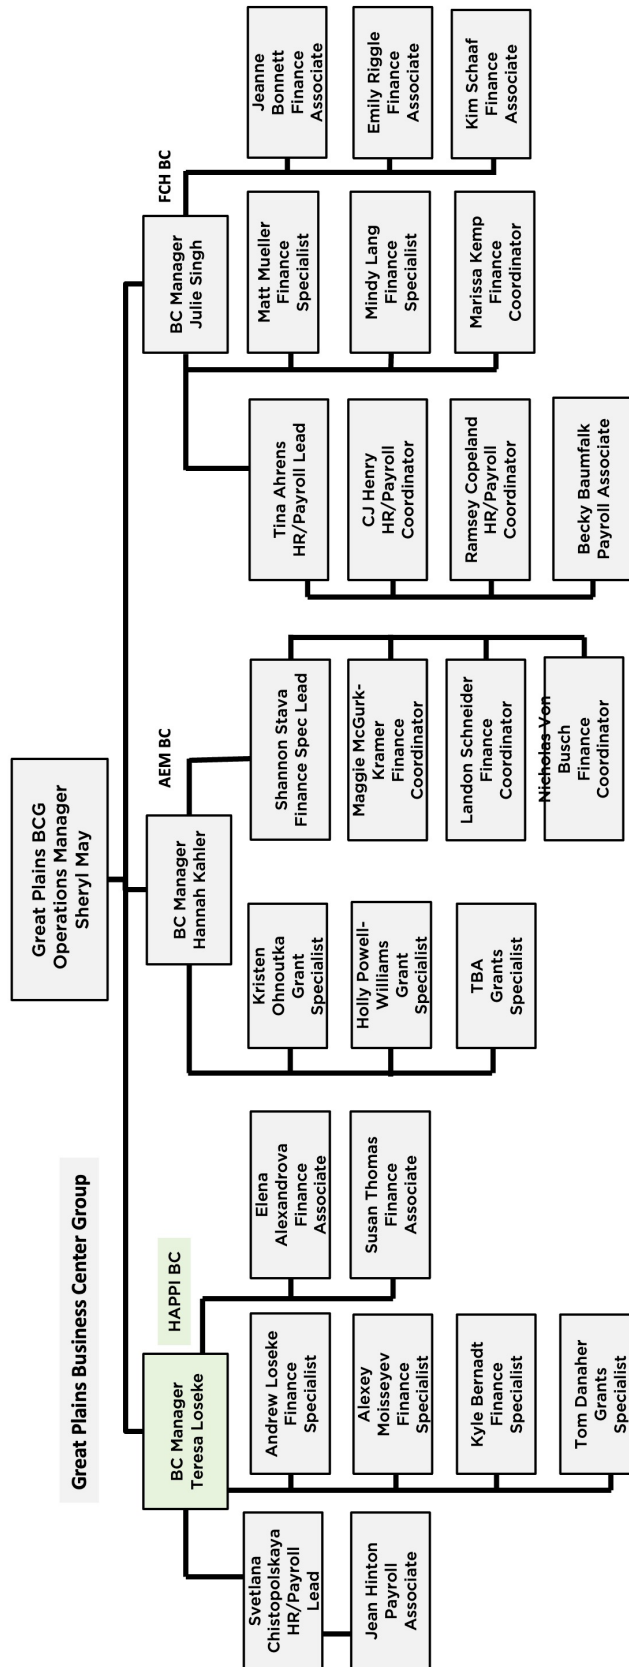 Great Plains Business Center Group
Great Plains BCG
Operations Manager
Sheryl May
HAPPI BC
BC Manager
Teresa Loseke
Svetlana
Chistopolskaya
HR/Payroll
Lead
Jean Hinton
Payroll
Associate
Andrew Loseke
Finance
Specialist
Alexey
Moisseyev
Finance
Specialist
Kyle Bernadt
Finance
Specialist
Tom Danaher
Grants
Specialist
Elena
Alexandrova
Finance
Associate
Susan Thomas
Finance
Associate
AEM BC
BC Manager
Hannah Kahler
Kristen
Ohnoutka
Grant
Specialist
Holly Powell-
Williams
Grant
Specialist
TBA
Grants
Specialist
Shannon Stava
Finance Spec Lead
Maggie McGurk-
Kramer
Finance
Coordinator
Landon Schneider
Finance
Coordinator
Nicholas Von
Busch
Finance
Coordinator
FCH BC
BC Manager
Julie Singh
Tina Ahrens
HR/Payroll Lead
CJ Henry
HR/Payroll
Coordinator
Ramsey Copeland
HR/Payroll
Coordinator
Becky Baumfalk
Payroll Associate
Matt Mueller
Finance
Specialist
Mindy Lang
Finance
Specialist
Marissa Kemp
Finance
Coordinator
Jeanne
Bonnett
Finance
Associate
Emily Riggle
Finance
Associate
Kim Schaaf
Finance
Associate